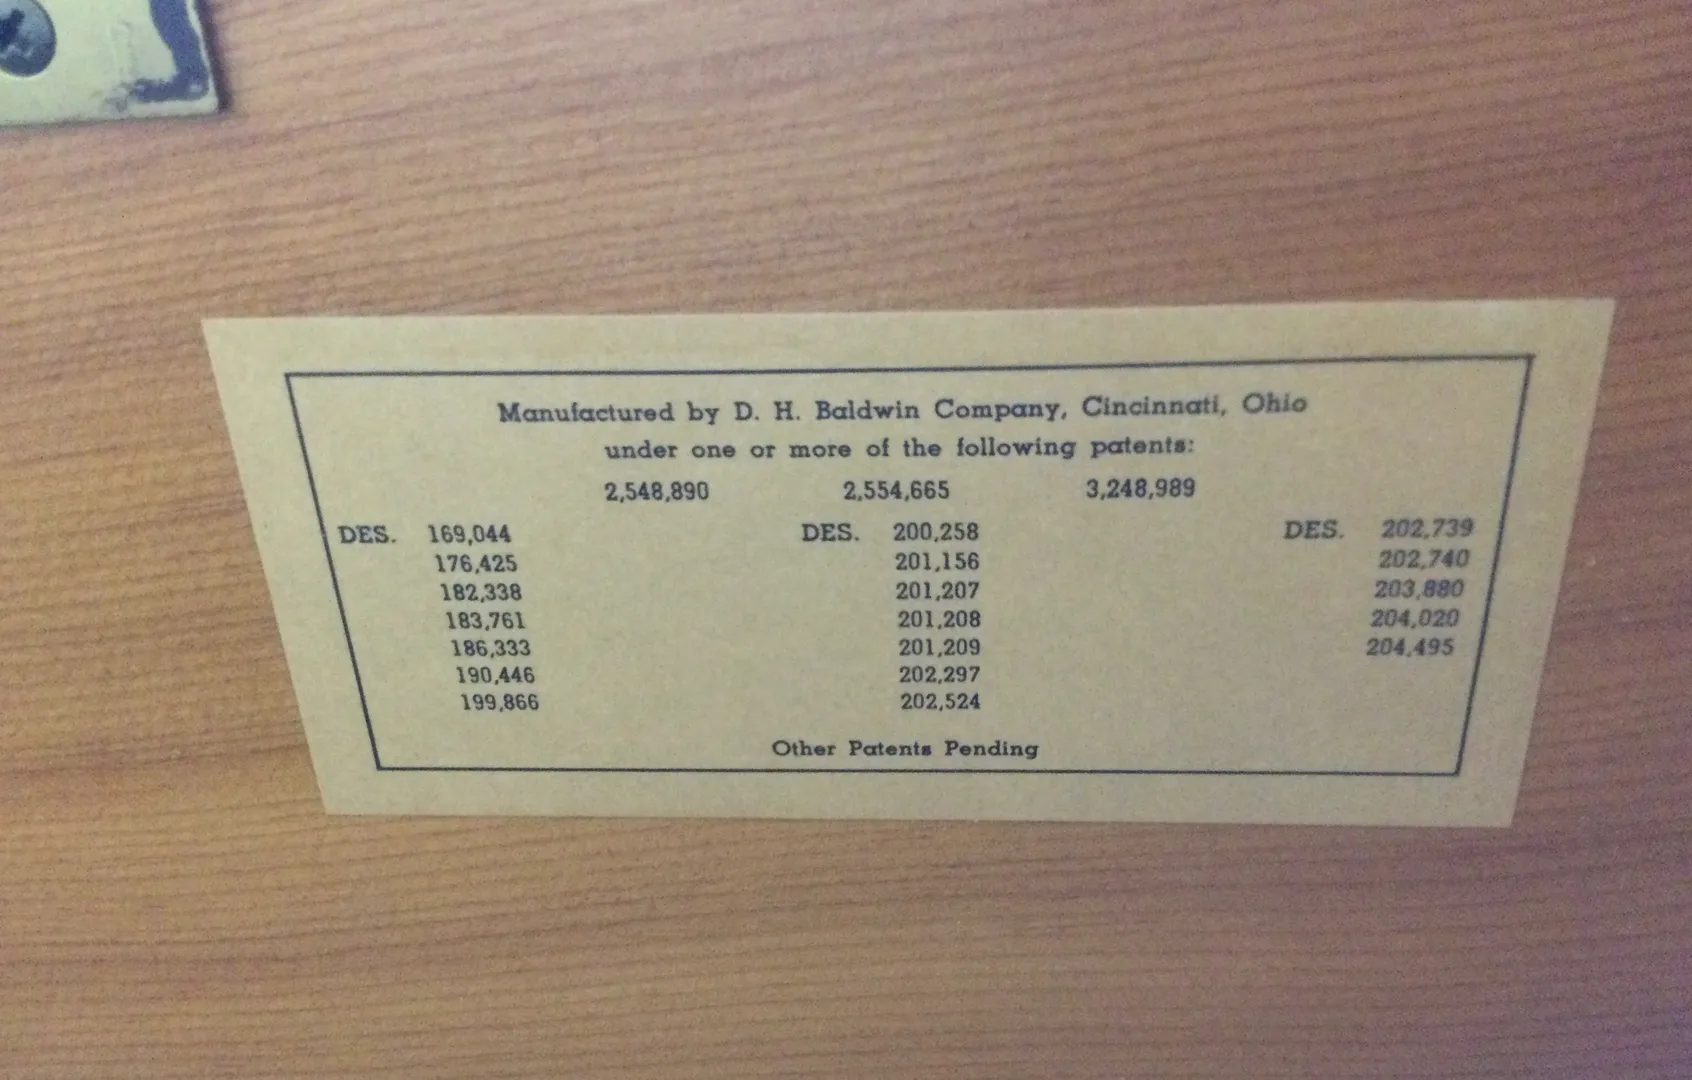 Manufactured by D. H. Baldwin Company, Cincinnati, Ohio
under one or more of the following patents:
2,548,890 2,554,665 3,248,989
DES. 169,044 DES. 200,258 DES. 202,739
176,425 201,156 202,740
182,338 201,207 203,880
183,761 201,208 204,020
186,333 201,209 204,495
190,446 202,297
199,866 202,524
Other Patents Pending